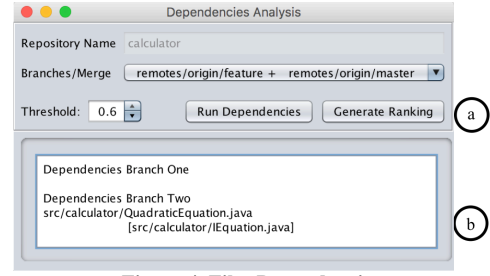 Dependencies Analysis
Repository Name calculator
Branches/Merge remotes/origin/feature + remotes/origin/master
Threshold: 0.6 Run Dependencies Generate Ranking
a
Dependencies Branch One
Dependencies Branch Two
src/calculator/QuadraticEquation.java
[src/calculator/IEquation.java]
b